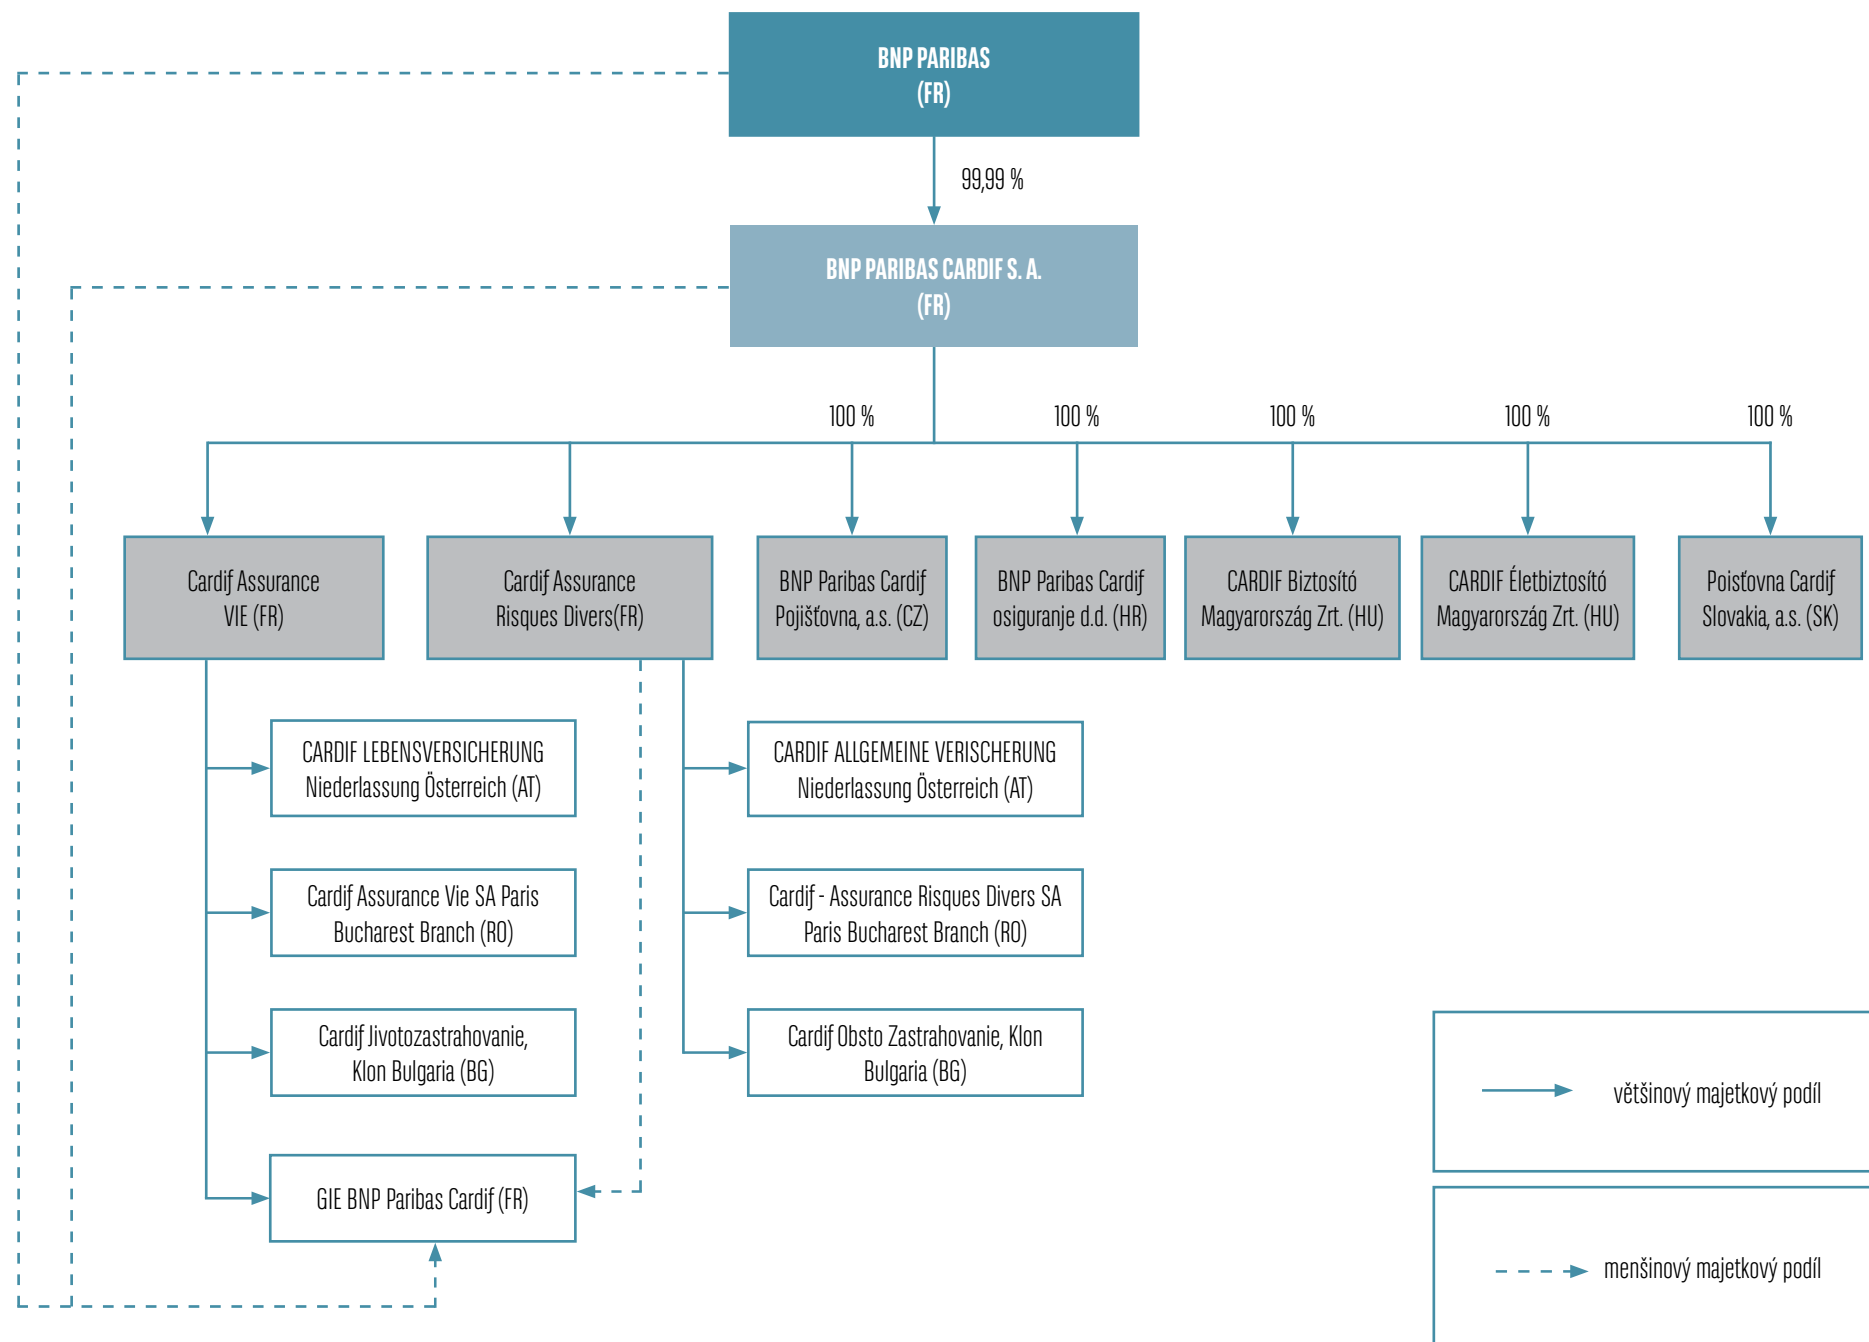 BNP PARIBAS
(FR)
99,99 %
BNP PARIBAS CARDIF S. A.
(FR)
100 %
100 %
100 %
100 %
100 %
Cardif Assurance
VIE (FR)
Cardif Assurance
Risques Divers(FR)
BNP Paribas Cardif
Pojišťovna, a.s. (CZ)
BNP Paribas Cardif
osiguranje d.d. (HR)
CARDIF Biztosító
Magyarország Zrt. (HU)
CARDIF Életbiztosító
Magyarország Zrt. (HU)
Poisťovna Cardif
Slovakia, a.s. (SK)
CARDIF LEBENSVERSICHERUNG
Niederlassung Österreich (AT)
CARDIF ALLGEMEINE VERISCHERUNG
Niederlassung Österreich (AT)
Cardif Assurance Vie SA Paris
Bucharest Branch (RO)
Cardif - Assurance Risques Divers SA
Paris Bucharest Branch (RO)
Cardif Jivotozastrahovanie,
Klon Bulgaria (BG)
Cardif Obsto Zastrahovanie, Klon
Bulgaria (BG)
GIE BNP Paribas Cardif (FR)
většinový majetkový podíl
menšinový majetkový podíl